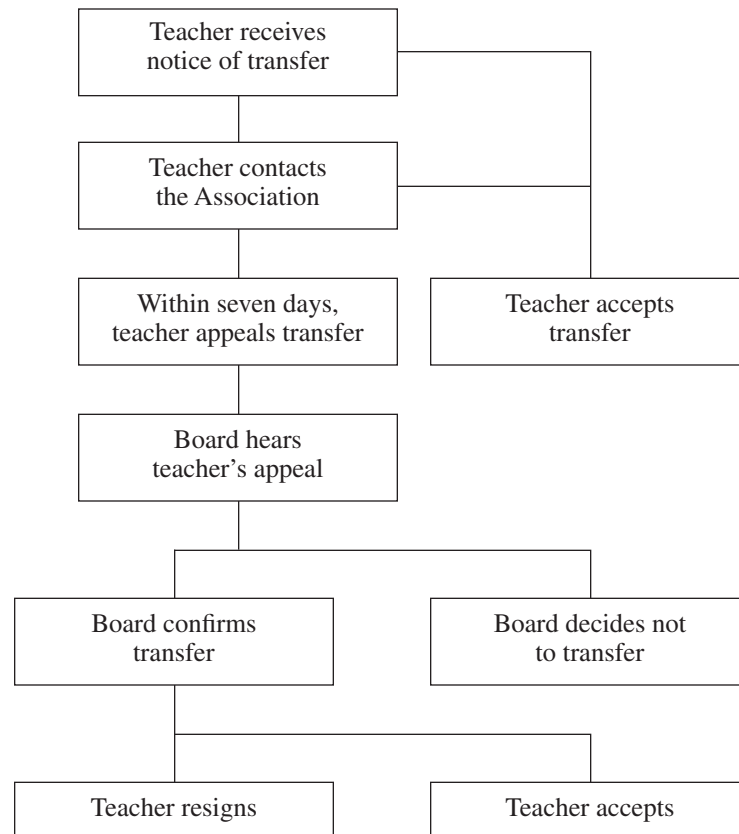 Teacher receives
notice of transfer
Teacher contacts
the Association
Within seven days,
teacher appeals transfer
Teacher accepts
transfer
Board hears
teacher’s appeal
Board confirms
transfer
Board decides not
to transfer
Teacher resigns
Teacher accepts